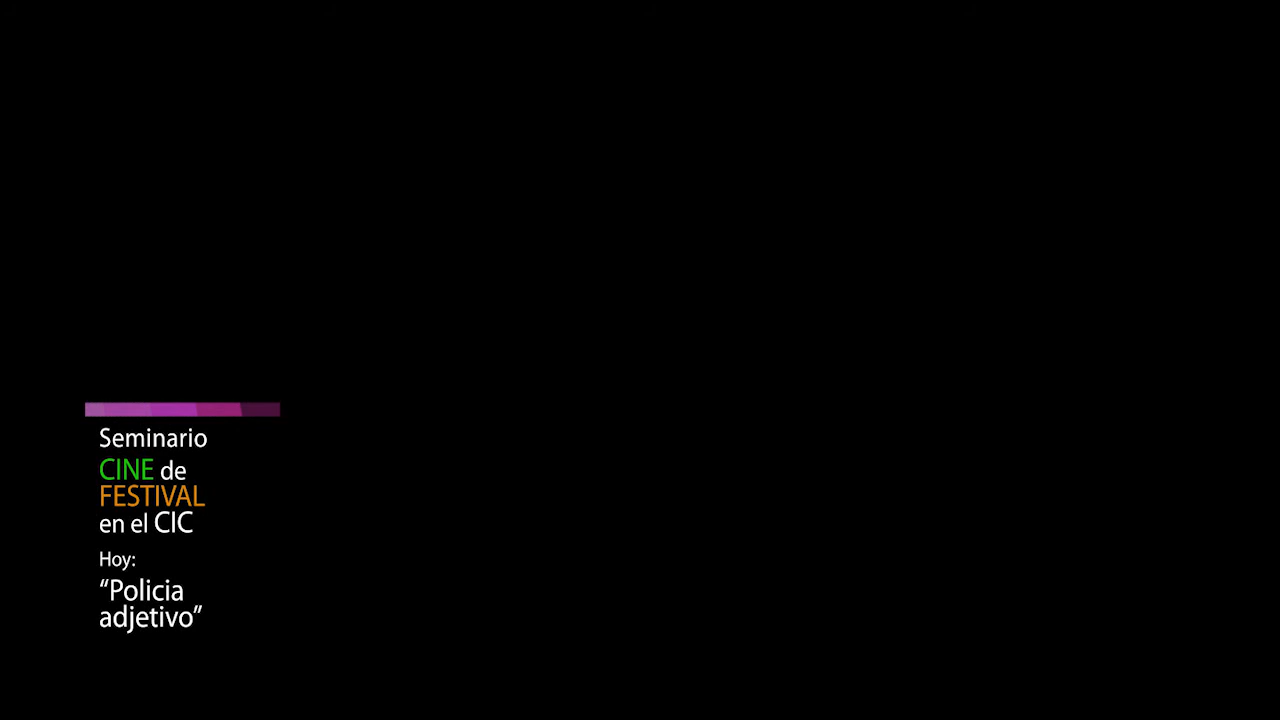 Seminario
CINE de
FESTIVAL
en el CIC
Hoy:
“Policia
adjetivo”